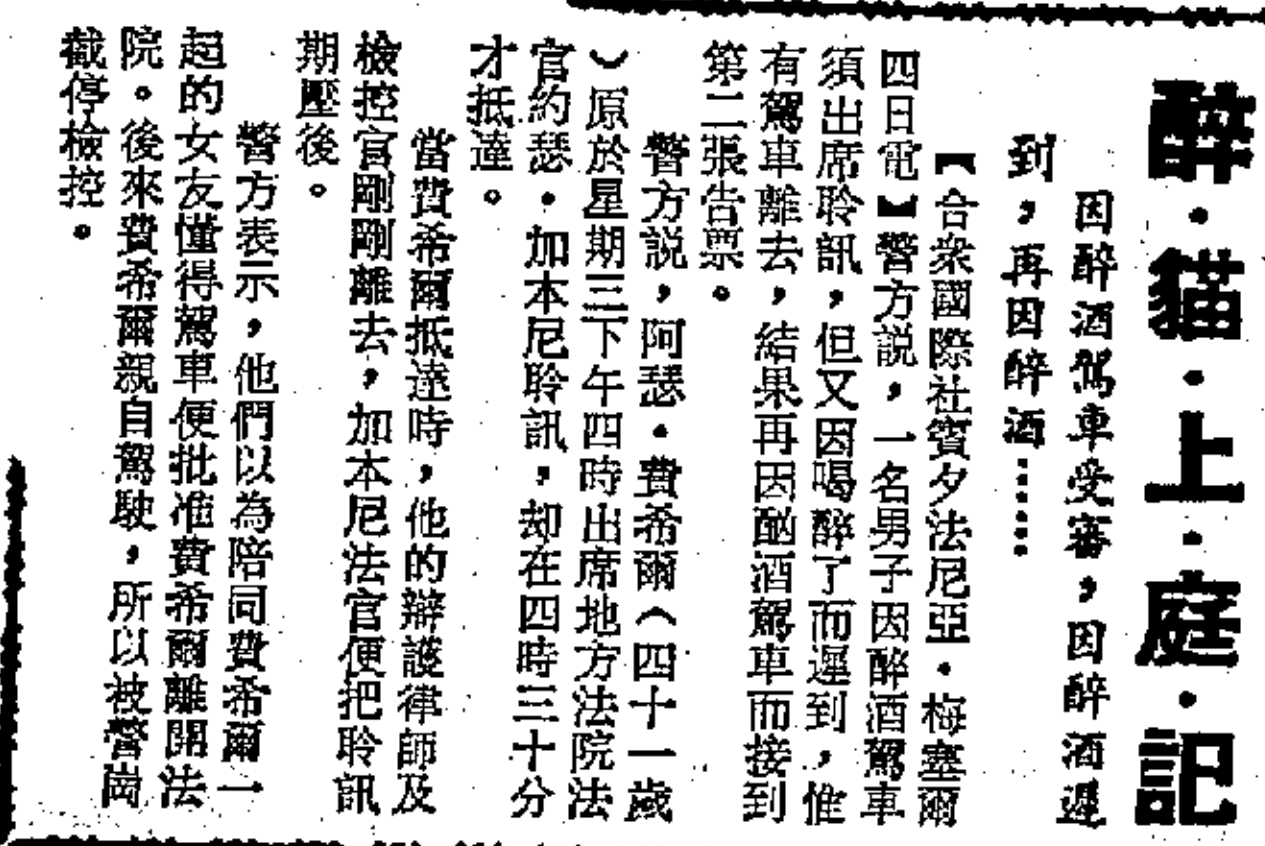 醉・貓・上・庭・記
因醉酒駕車受審，因醉酒遲
到，再因醉酒……
【合衆國際社賓夕法尼亞・梅塞爾
四日電】警方説，一名男子因醉酒駕車
須出席聆訊，但又因喝醉了而遲到，惟
有駕車離去，結果再因酗酒駕車而接到
第二張告票。
警方説，阿瑟・費希爾（四十一歲
）原於星期三下午四時出席地方法院法
官約瑟・加本尼聆訊，却在四時三十分
才抵達。
當費希爾抵達時，他的辯護律師及
檢控官剛剛離去，加本尼法官便把聆訊
期壓後。
警方表示，他們以為陪同費希爾一
起的女友懂得駕車便批准費希爾離開法
院。後來費希爾親自駕駛，所以被警崗
截停檢控。